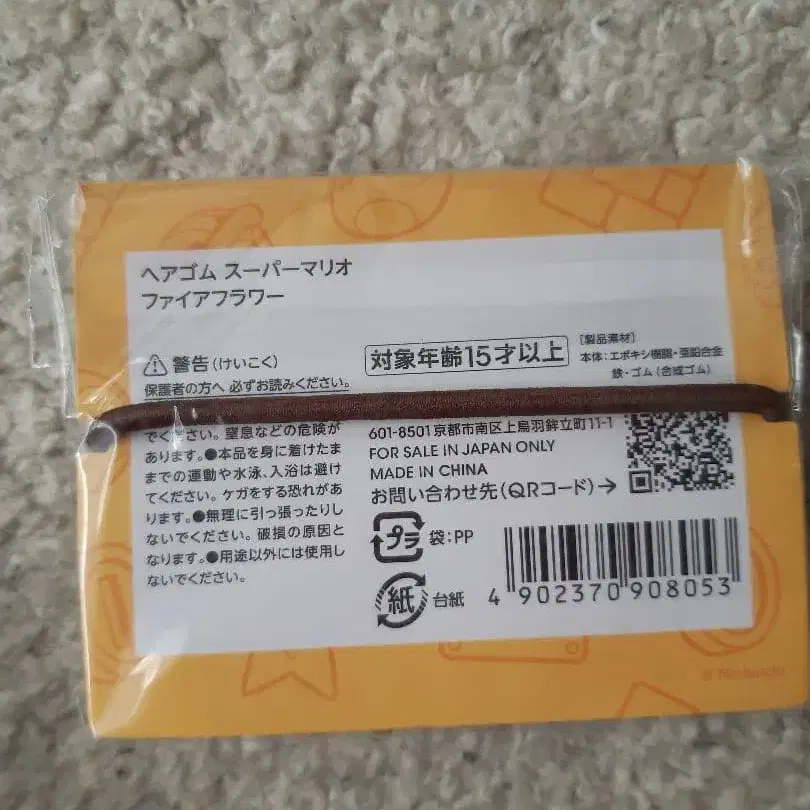 ヘアゴム スーパーマリオ
ファイアフラワー
警告(けいこく)
保護者の方へ 必ずお読みください。
でください。窒息などの危険が
あります。●本品を身に着けたま
までの運動や水泳、入浴は避け
てください。ケガをする恐れがあ
ります。●無理に引っ張ったりし
ないでください。破損の原因と
なります。●用途以外には使用し
ないでください。
対象年齢15才以上
[製品素材]
本体:エポキシ樹脂・亜鉛合金
鉄・ゴム(合成ゴム)
601-8501 京都市南区上鳥羽鉾立町11-1
FOR SALE IN JAPAN ONLY
MADE IN CHINA
お問い合わせ先(QRコード)→
プラ 袋:PP
紙 台紙
4 902370 908053
© Nintendo